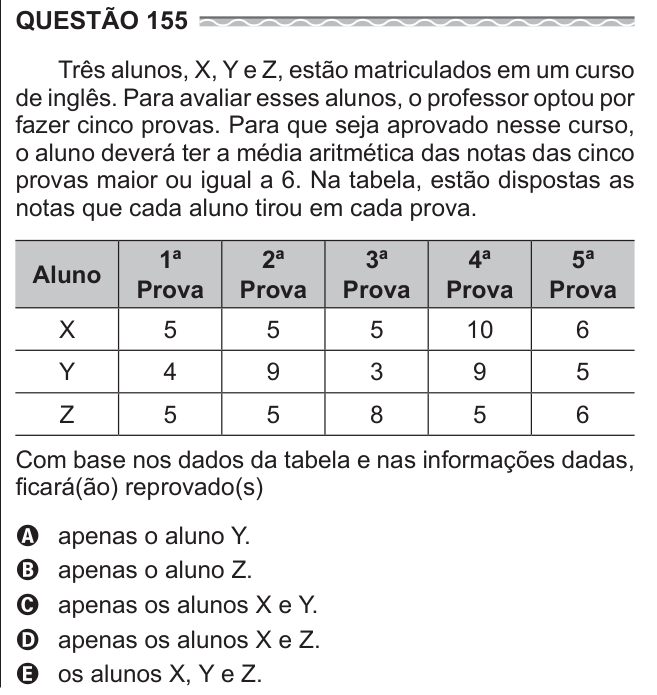 QUESTÃO 155
Três alunos, X, Y e Z, estão matriculados em um curso
de inglês. Para avaliar esses alunos, o professor optou por
fazer cinco provas. Para que seja aprovado nesse curso,
o aluno deverá ter a média aritmética das notas das cinco
provas maior ou igual a 6. Na tabela, estão dispostas as
notas que cada aluno tirou em cada prova.
Aluno 1ª Prova 2ª Prova 3ª Prova 4ª Prova 5ª Prova
X 5 5 5 10 6
Y 4 9 3 9 5
Z 5 5 8 5 6
Com base nos dados da tabela e nas informações dadas,
ficará(ão) reprovado(s)
A apenas o aluno Y.
B apenas o aluno Z.
C apenas os alunos X e Y.
D apenas os alunos X e Z.
E os alunos X, Y e Z.